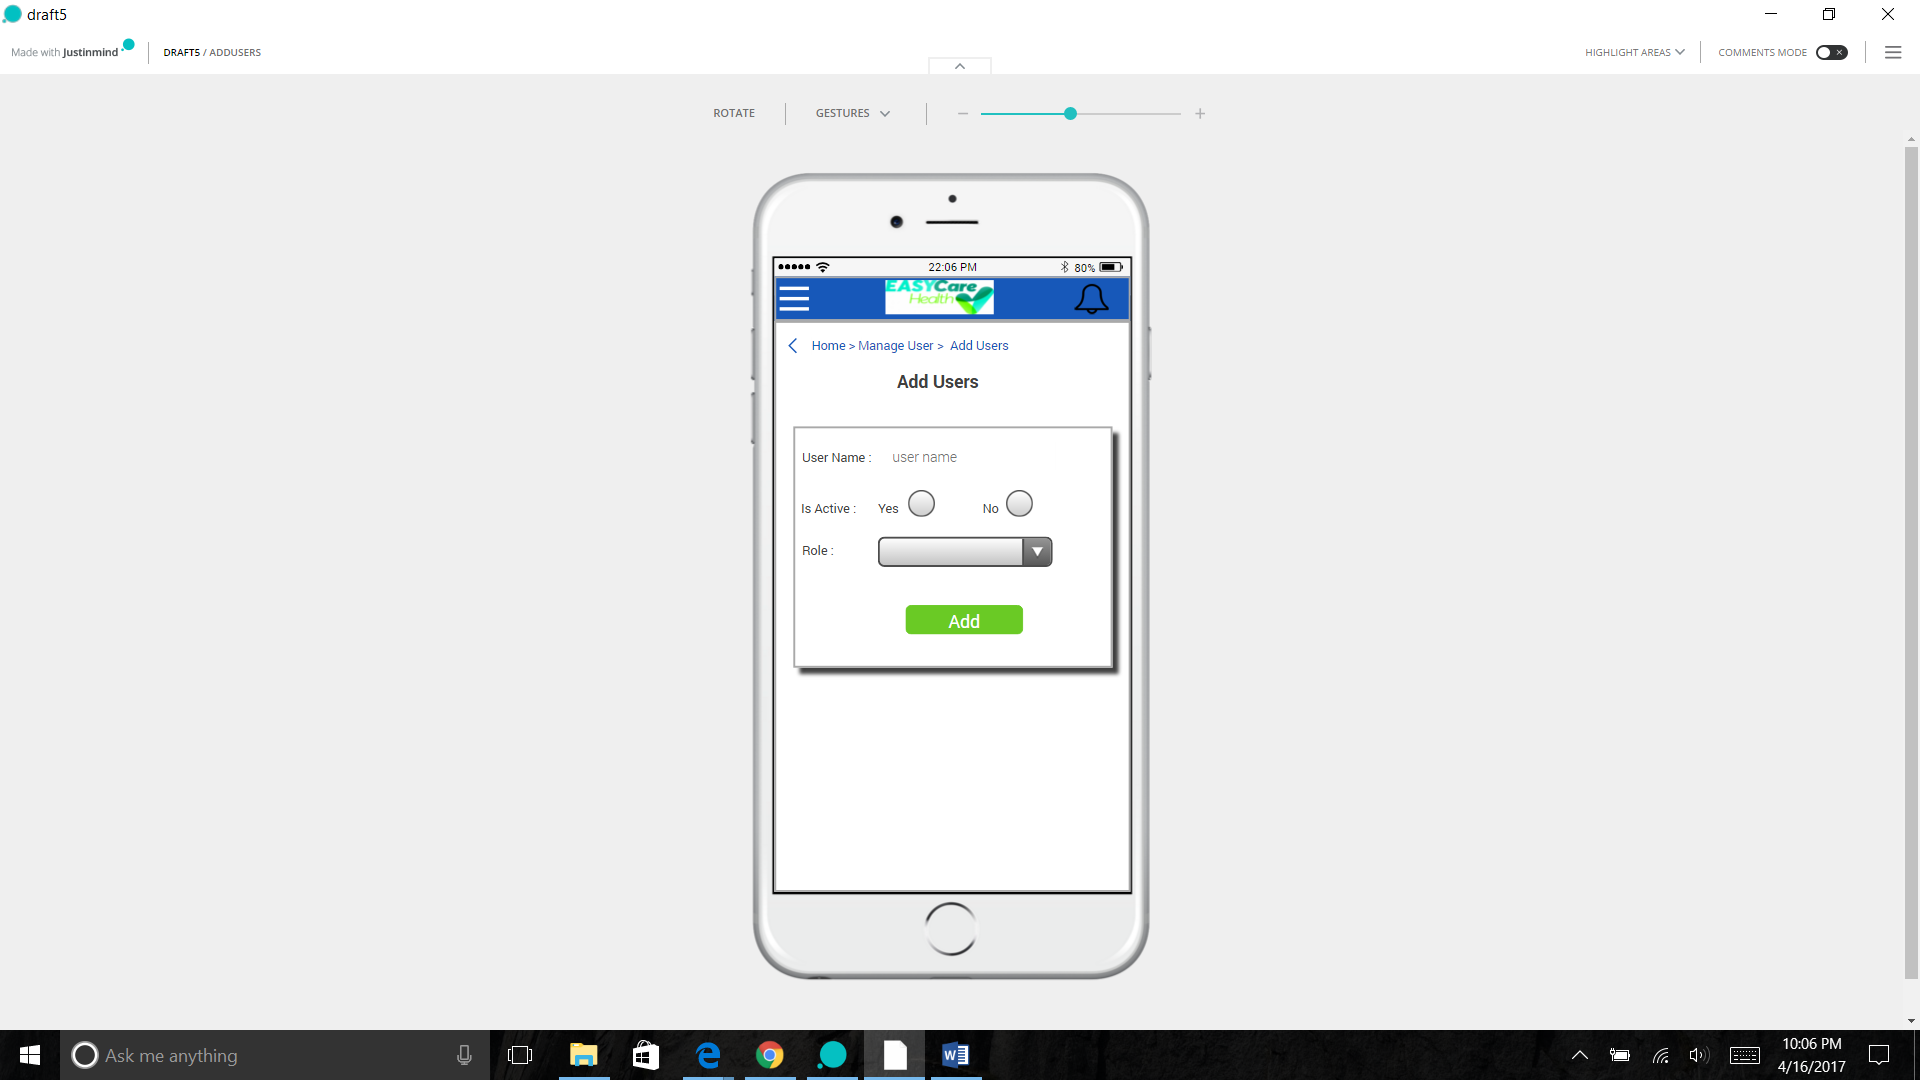 draft5
Made with Justinmind
DRAFT5 / ADDUSERS
HIGHLIGHT AREAS
COMMENTS MODE
ROTATE
GESTURES
22:06 PM
80%
EASYCare
Health
Home > Manage User > Add Users
Add Users
User Name : user name
Is Active : Yes No
Role :
Add
Ask me anything
10:06 PM
4/16/2017